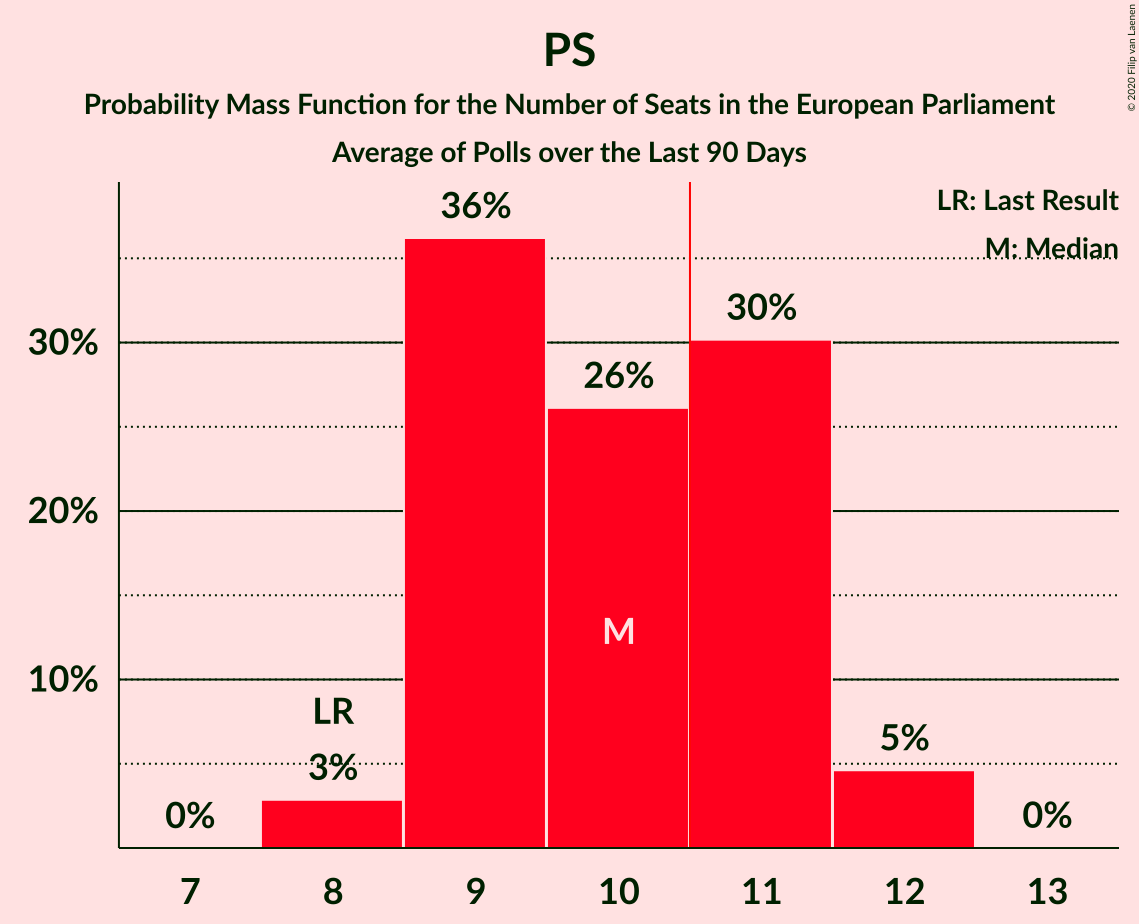 PS
Probability Mass Function for the Number of Seats in the European Parliament
Average of Polls over the Last 90 Days
© 2020 Filip van Laenen
LR: Last Result
M: Median
36%
30%
26%
30%
20%
10%
M
LR
3%
5%
0%
0%
7 8 9 10 11 12 13